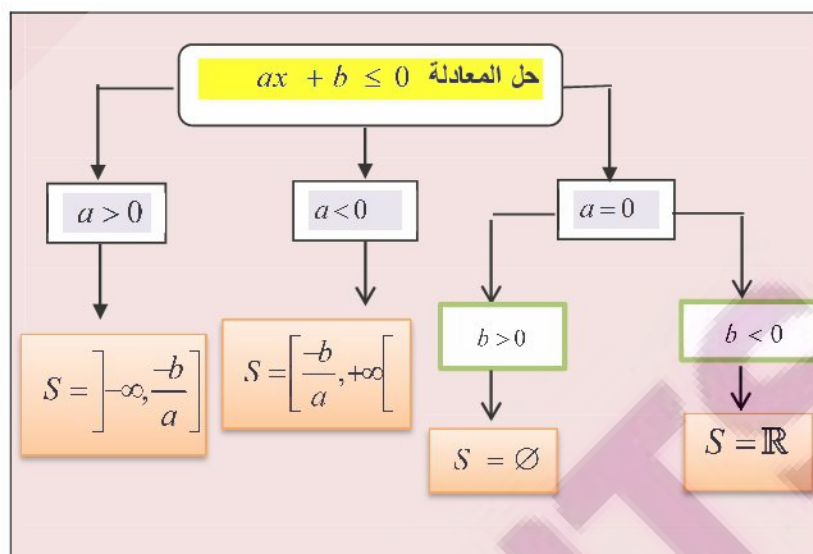 حل المعادلة ax + b ≤ 0
a > 0
a < 0
a = 0
b > 0
b < 0
S = ]−∞, −b/a]
S = [−b/a, +∞[
S = ∅
S = ℝ